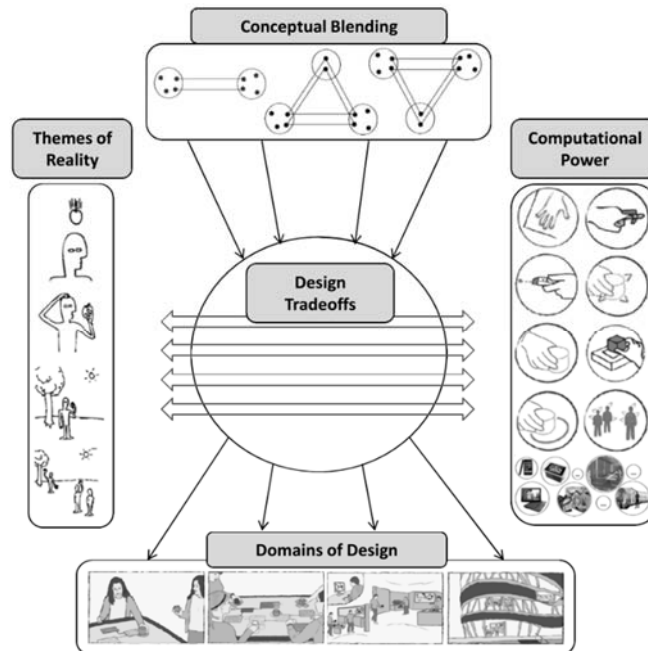 Conceptual Blending
Themes of
Reality
Computational
Power
Design
Tradeoffs
Domains of Design